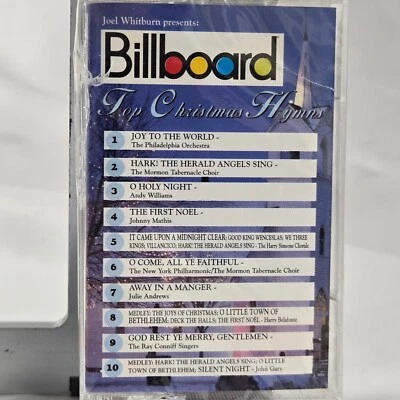 Joel Whitburn presents:
Billboard
Top Christmas Hymns
1 JOY TO THE WORLD -
The Philadelphia Orchestra
2 HARK! THE HERALD ANGELS SING -
The Mormon Tabernacle Choir
3 O HOLY NIGHT -
Andy Williams
4 THE FIRST NOEL -
Johnny Mathis
5 IT CAME UPON A MIDNIGHT CLEAR; GOOD KING WENCESLAS; WE THREE
KINGS; VILLANCICO; HARK! THE HERALD ANGELS SING - The Harry Simeone Chorale
6 O COME, ALL YE FAITHFUL -
The New York Philharmonic/The Mormon Tabernacle Choir
7 AWAY IN A MANGER -
Julie Andrews
8 MEDLEY: THE JOYS OF CHRISTMAS; O LITTLE TOWN OF
BETHLEHEM; DECK THE HALLS; THE FIRST NOEL - Harry Belafonte
9 GOD REST YE MERRY, GENTLEMEN -
The Ray Conniff Singers
10 MEDLEY: HARK! THE HERALD ANGELS SING; O LITTLE
TOWN OF BETHLEHEM; SILENT NIGHT - John Gary